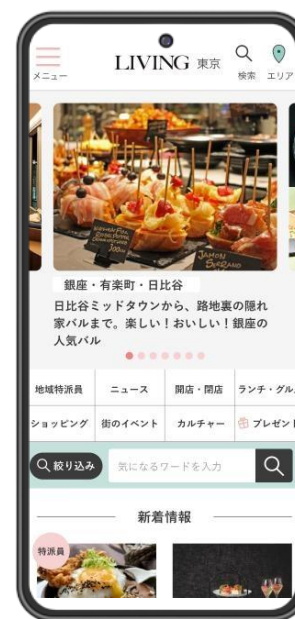 LIVING 東京
メニュー
検索
エリア
JAMON
SERRANO
銀座・有楽町・日比谷
日比谷ミッドタウンから、路地裏の隠れ
家バルまで。楽しい！おいしい！銀座の
人気バル
地域特派員
ニュース
開店・閉店
ランチ・グル
ショッピング
街のイベント
カルチャー
プレゼント
絞り込み
気になるワードを入力
新着情報
特派員